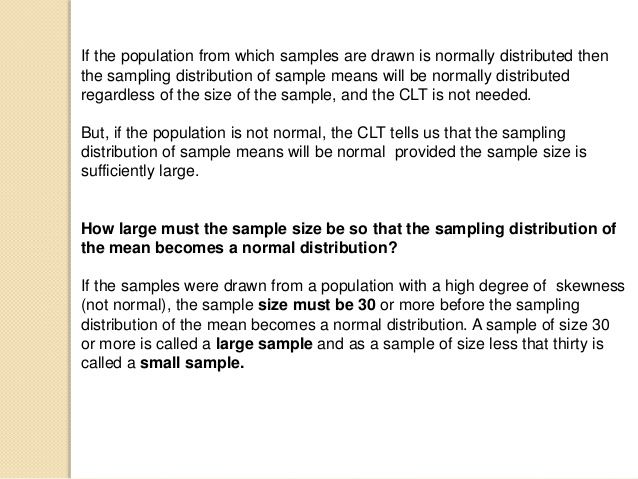 If the population from which samples are drawn is normally distributed then
the sampling distribution of sample means will be normally distributed
regardless of the size of the sample, and the CLT is not needed.
But, if the population is not normal, the CLT tells us that the sampling
distribution of sample means will be normal provided the sample size is
sufficiently large.
How large must the sample size be so that the sampling distribution of
the mean becomes a normal distribution?
If the samples were drawn from a population with a high degree of skewness
(not normal), the sample size must be 30 or more before the sampling
distribution of the mean becomes a normal distribution. A sample of size 30
or more is called a large sample and as a sample of size less that thirty is
called a small sample.